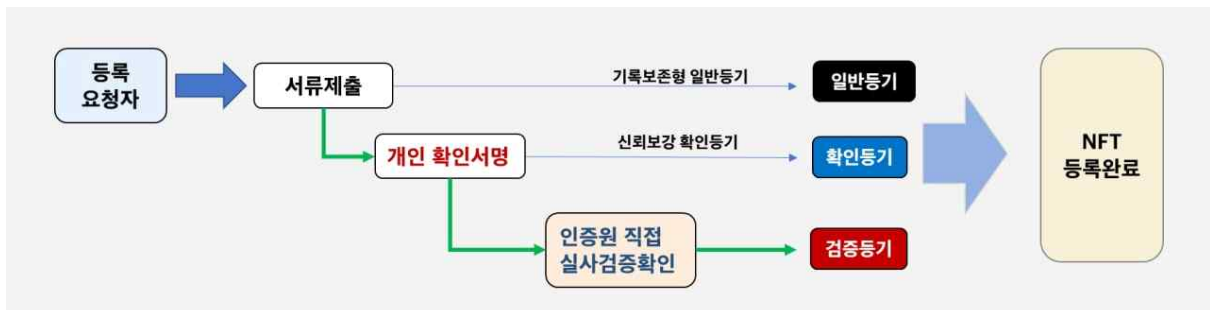 등록
요청자
서류제출
기록보존형 일반등기
일반등기
개인 확인서명
신뢰보강 확인등기
확인등기
인증원 직접
실사검증확인
검증등기
NFT
등록완료